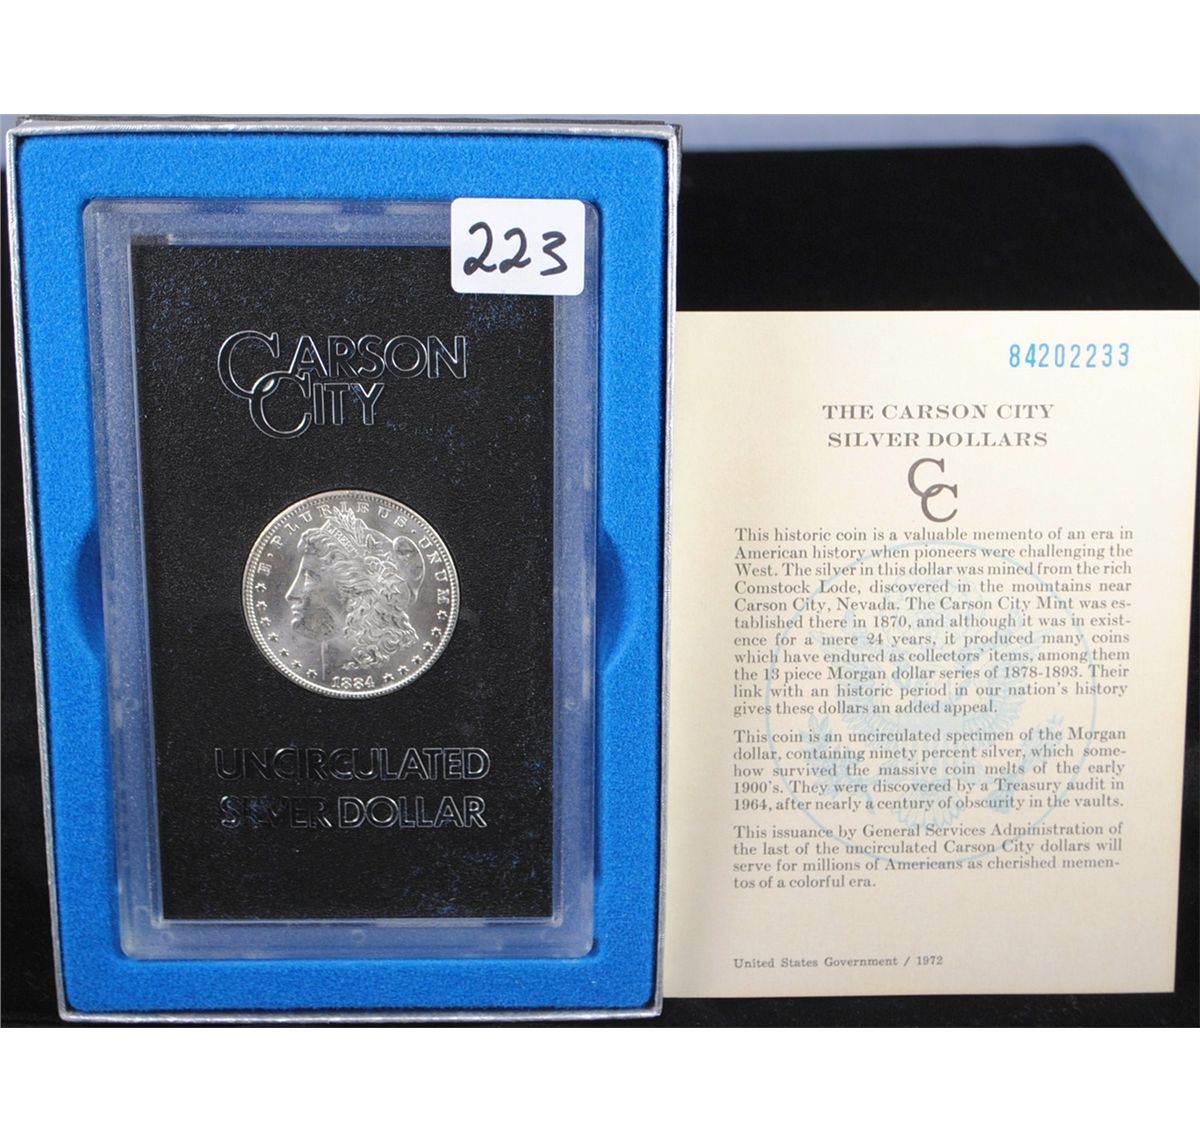 223
CARSON
CITY
E·PLURIBUS·UNUM
1884
UNCIRCULATED
SILVER DOLLAR
84202233
THE CARSON CITY
SILVER DOLLARS
CC
This historic coin is a valuable memento of an era in
American history when pioneers were challenging the
West. The silver in this dollar was mined from the rich
Comstock Lode, discovered in the mountains near
Carson City, Nevada. The Carson City Mint was es-
tablished there in 1870, and although it was in exist-
ence for a mere 24 years, it produced many coins
which have endured as collectors' items, among them
the 13 piece Morgan dollar series of 1878-1893. Their
link with an historic period in our nation's history
gives these dollars an added appeal.
This coin is an uncirculated specimen of the Morgan
dollar, containing ninety percent silver, which some-
how survived the massive coin melts of the early
1900's. They were discovered by a Treasury audit in
1964, after nearly a century of obscurity in the vaults.
This issuance by General Services Administration of
the last of the uncirculated Carson City dollars will
serve for millions of Americans as cherished memen-
tos of a colorful era.
United States Government / 1972